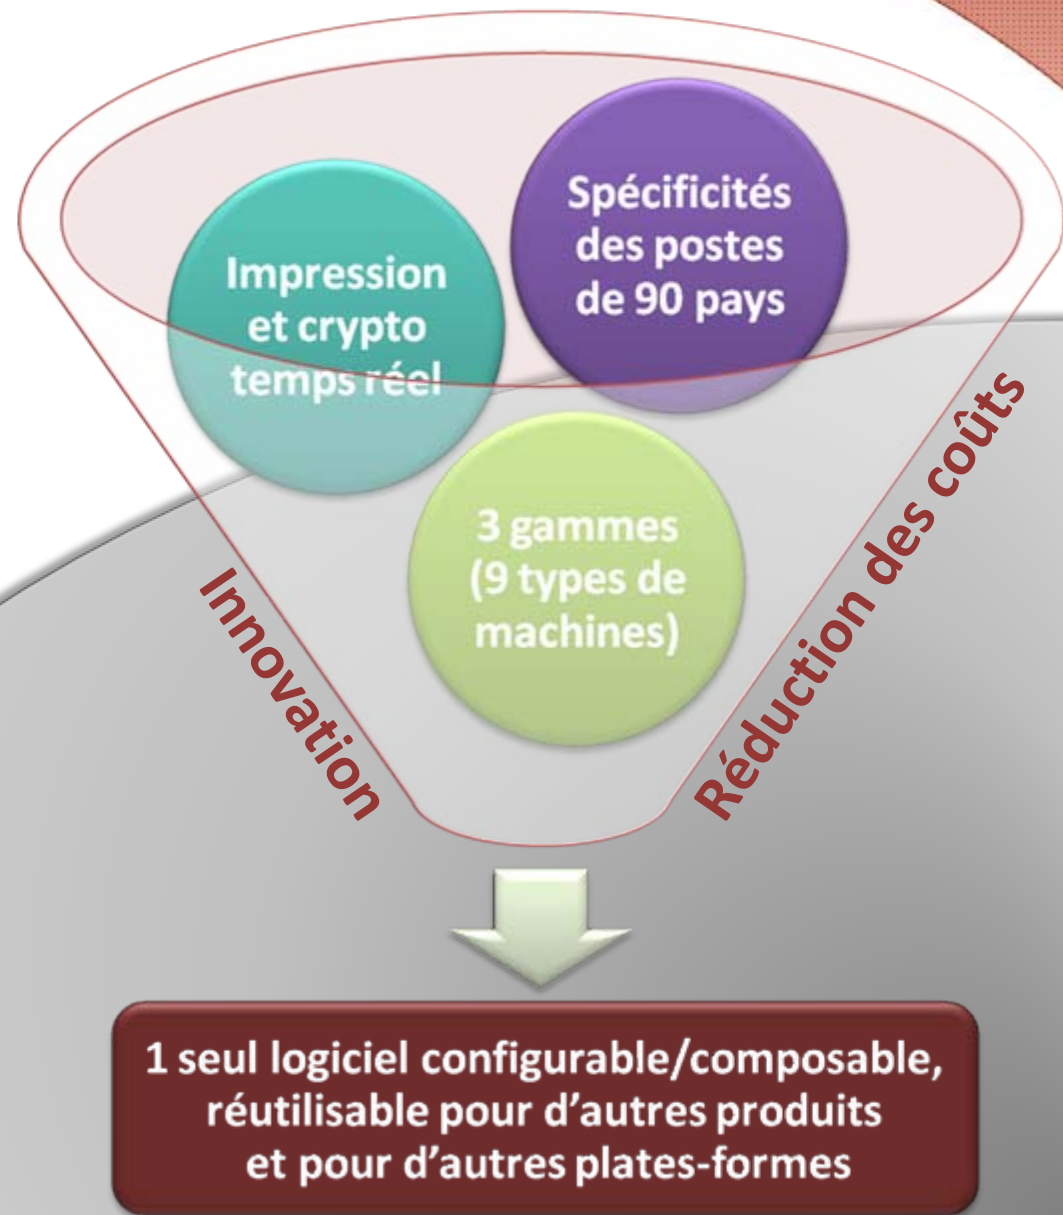 Spécificités
des postes
de 90 pays
Impression
et crypto
temps réel
3 gammes
(9 types de
machines)
Innovation
Réduction des coûts
1 seul logiciel configurable/composable,
réutilisable pour d’autres produits
et pour d’autres plates-formes